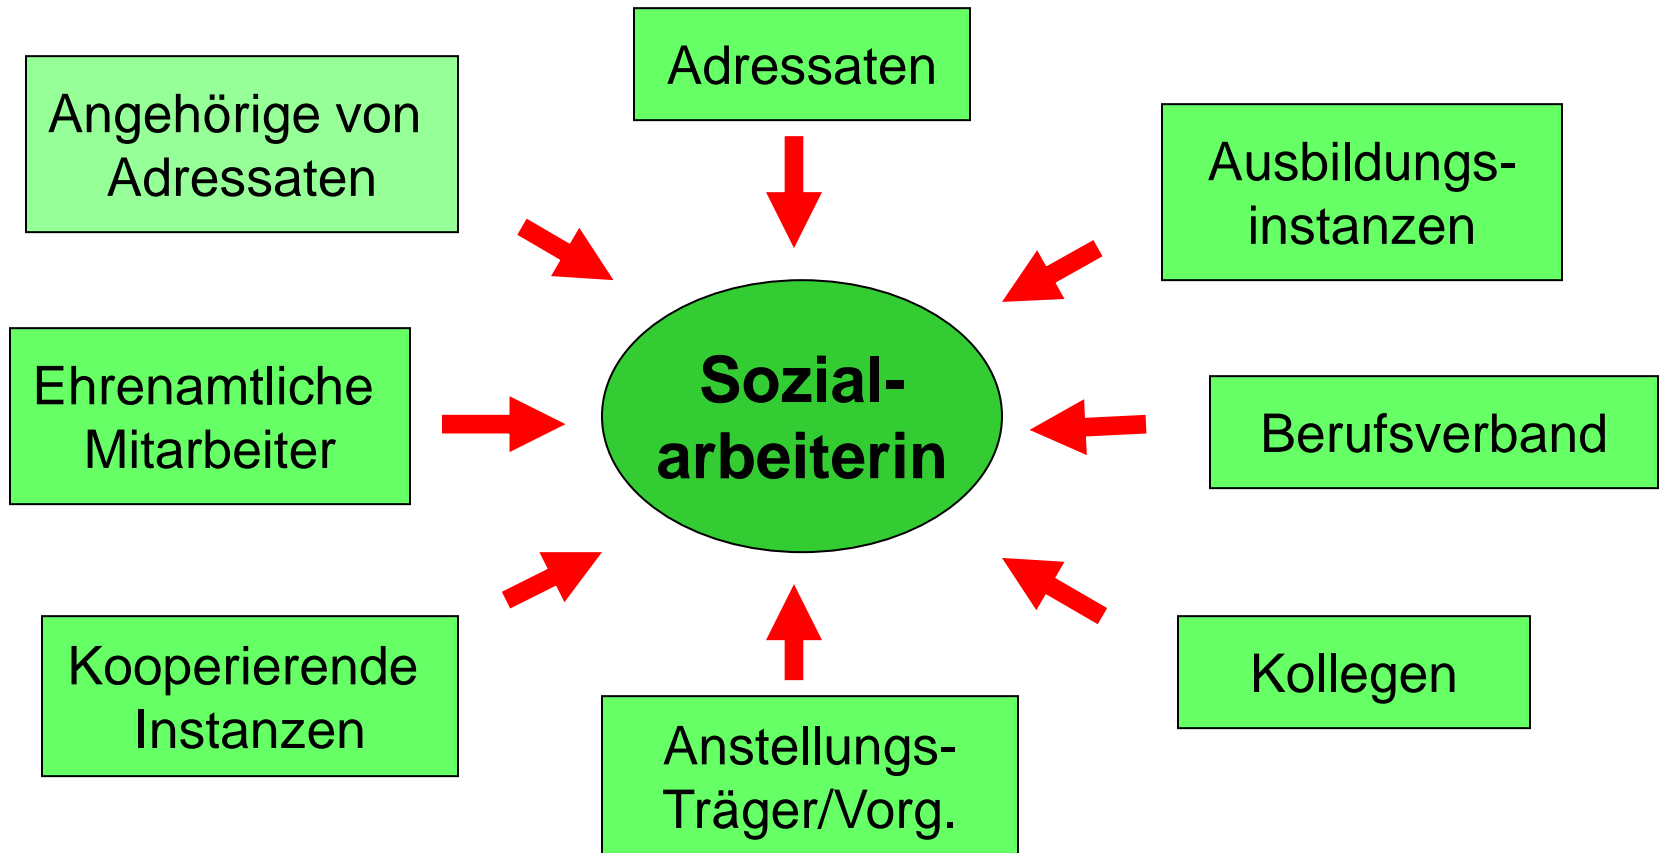 Adressaten
Angehörige von
Adressaten
Ausbildungs-
instanzen
Ehrenamtliche
Mitarbeiter
Sozial-
arbeiterin
Berufsverband
Kooperierende
Instanzen
Anstellungs-
Träger/Vorg.
Kollegen